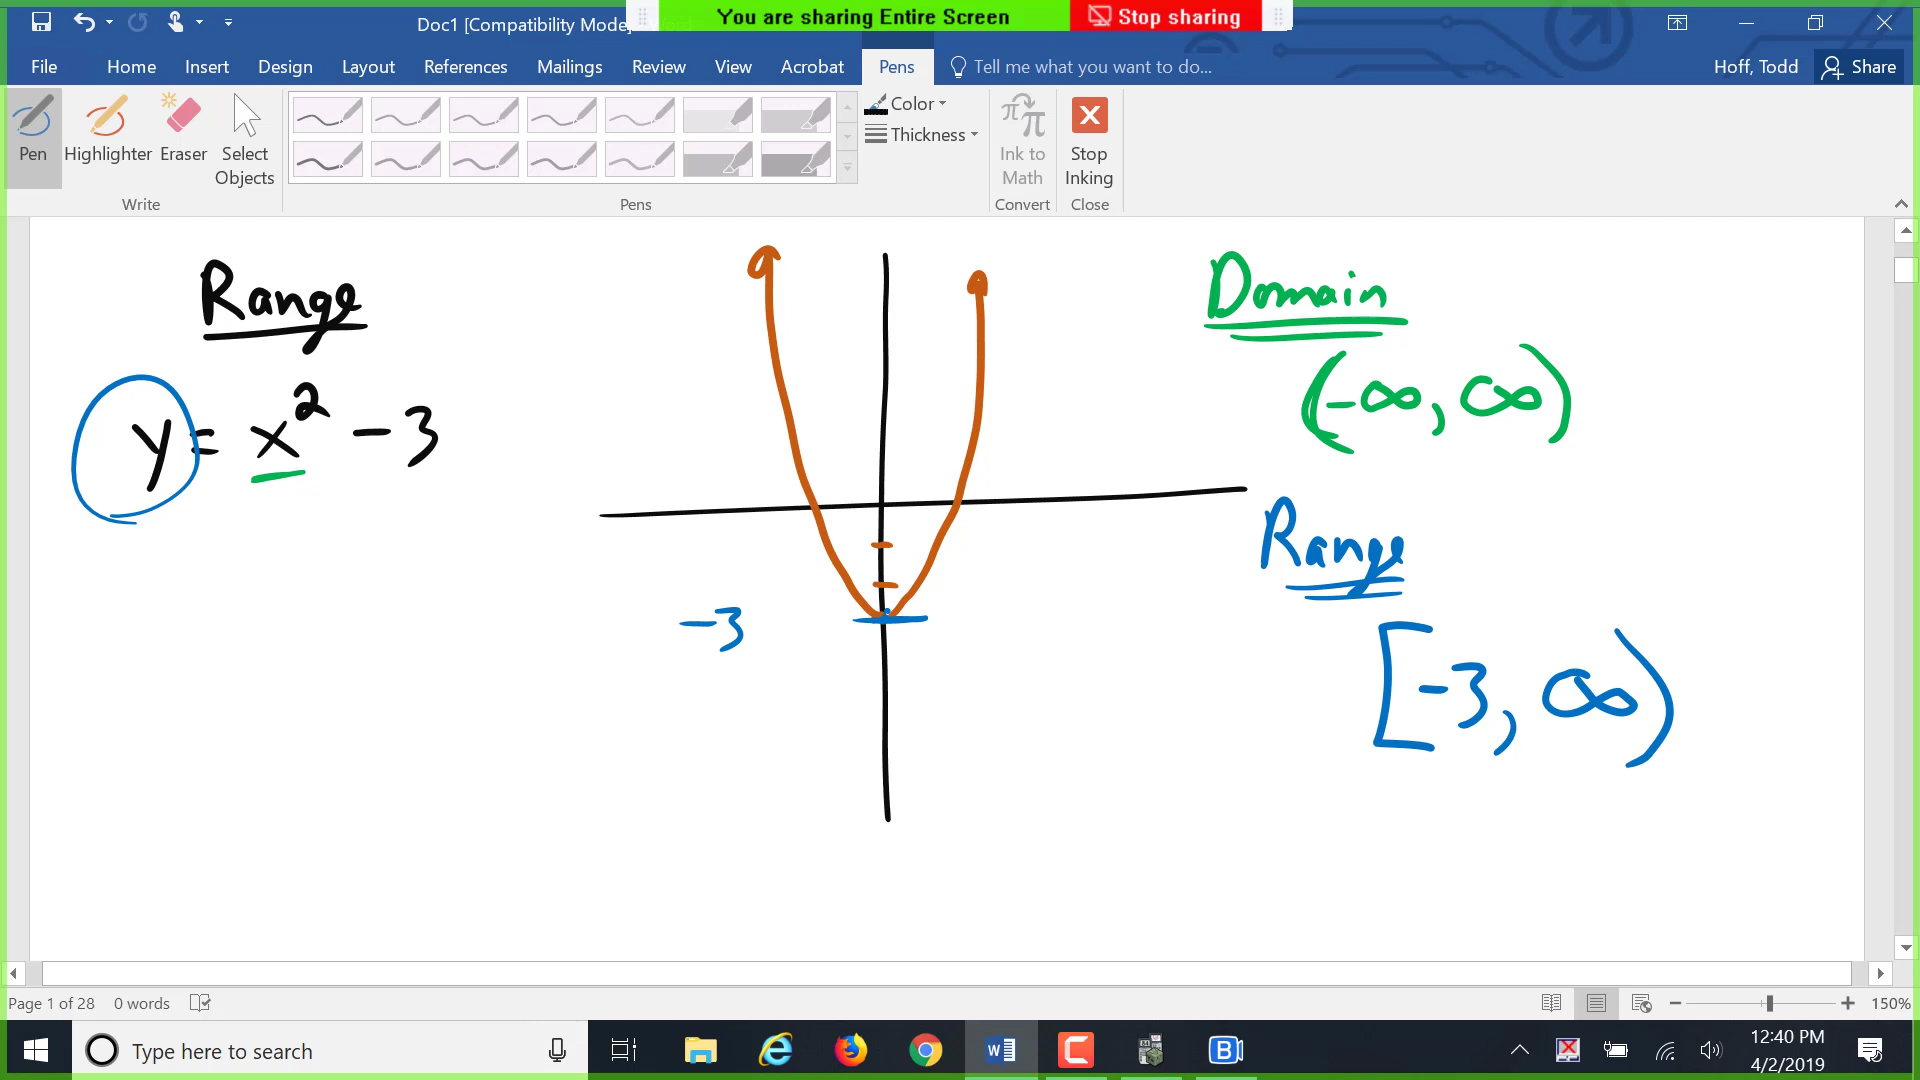 Doc1 [Compatibility Mode]
You are sharing Entire Screen
Stop sharing
File Home Insert Design Layout References Mailings Review View Acrobat Pens Tell me what you want to do... Hoff, Todd Share
Pen
Highlighter
Eraser
Select Objects
Write
Pens
Color
Thickness
Ink to Math
Convert
Stop Inking
Close
Range
y = x² - 3
-3
Domain
(-∞, ∞)
Range
[-3, ∞)
Page 1 of 28 0 words 150%
Type here to search
12:40 PM
4/2/2019